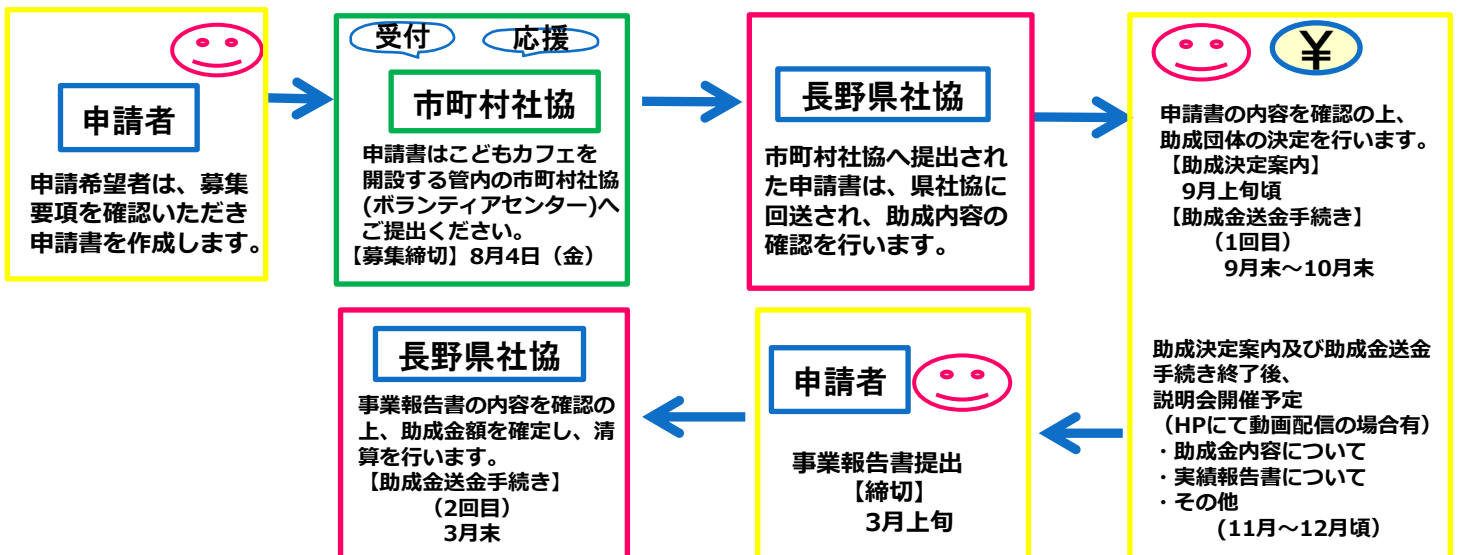 申請者
申請希望者は、募集
要項を確認いただき
申請書を作成します。
受付
応援
市町村社協
申請書はこどもカフェを
開設する管内の市町村社協
(ボランティアセンター)へ
ご提出ください。
【募集締切】8月4日（金）
長野県社協
市町村社協へ提出され
た申請書は、県社協に
回送され、助成内容の
確認を行います。
¥
申請書の内容を確認の上、
助成団体の決定を行います。
【助成決定案内】
9月上旬頃
【助成金送金手続き】
（1回目）
9月末～10月末
助成決定案内及び助成金送金
手続き終了後、
説明会開催予定
（HPにて動画配信の場合有）
・助成金内容について
・実績報告書について
・その他
(11月～12月頃）
申請者
事業報告書提出
【締切】
3月上旬
長野県社協
事業報告書の内容を確認の
上、助成金額を確定し、清
算を行います。
【助成金送金手続き】
（2回目）
3月末